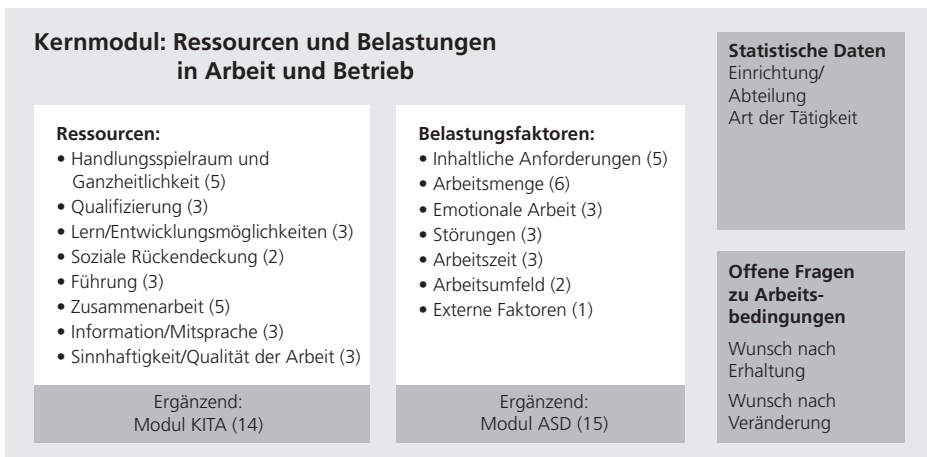 Kernmodul: Ressourcen und Belastungen
in Arbeit und Betrieb
Ressourcen:
• Handlungsspielraum und
Ganzheitlichkeit (5)
• Qualifizierung (3)
• Lern/Entwicklungsmöglichkeiten (3)
• Soziale Rückendeckung (2)
• Führung (3)
• Zusammenarbeit (5)
• Information/Mitsprache (3)
• Sinnhaftigkeit/Qualität der Arbeit (3)
Ergänzend:
Modul KITA (14)
Belastungsfaktoren:
• Inhaltliche Anforderungen (5)
• Arbeitsmenge (6)
• Emotionale Arbeit (3)
• Störungen (3)
• Arbeitszeit (3)
• Arbeitsumfeld (2)
• Externe Faktoren (1)
Ergänzend:
Modul ASD (15)
Statistische Daten
Einrichtung/
Abteilung
Art der Tätigkeit
Offene Fragen
zu Arbeits-
bedingungen
Wunsch nach
Erhaltung
Wunsch nach
Veränderung